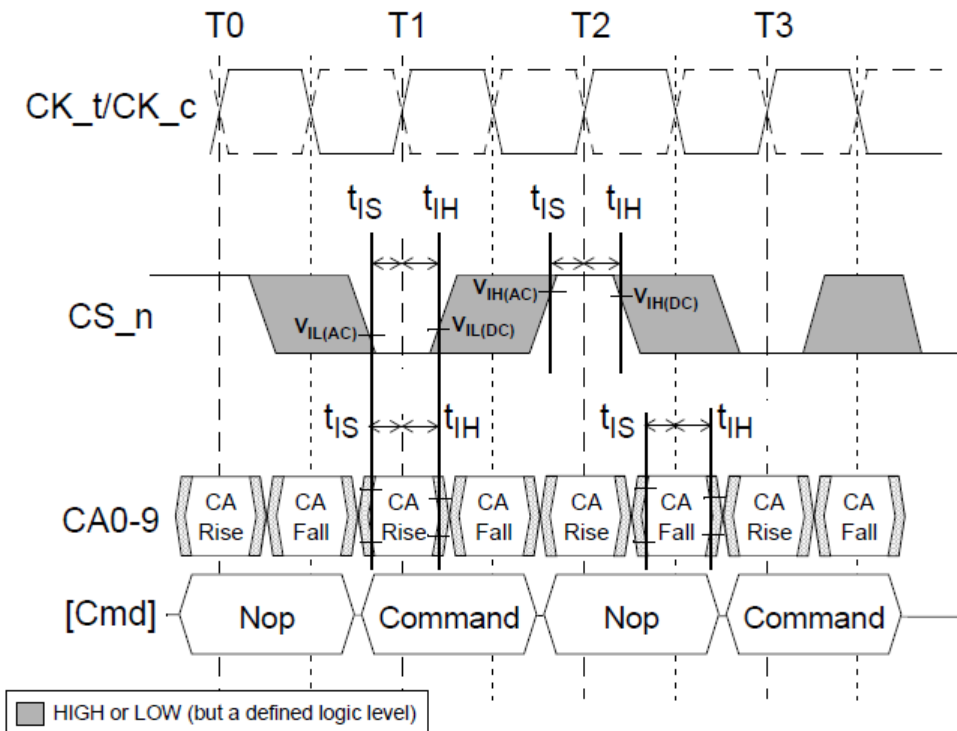 T0 T1 T2 T3
CK_t/CK_c
tIS tIH tIS tIH
CS_n
VIL(AC) VIL(DC) VIH(AC) VIH(DC)
tIS tIH tIS tIH
CA0-9
CA Rise CA Fall CA Rise CA Fall CA Rise CA Fall CA Rise CA Fall
[Cmd] Nop Command Nop Command
HIGH or LOW (but a defined logic level)